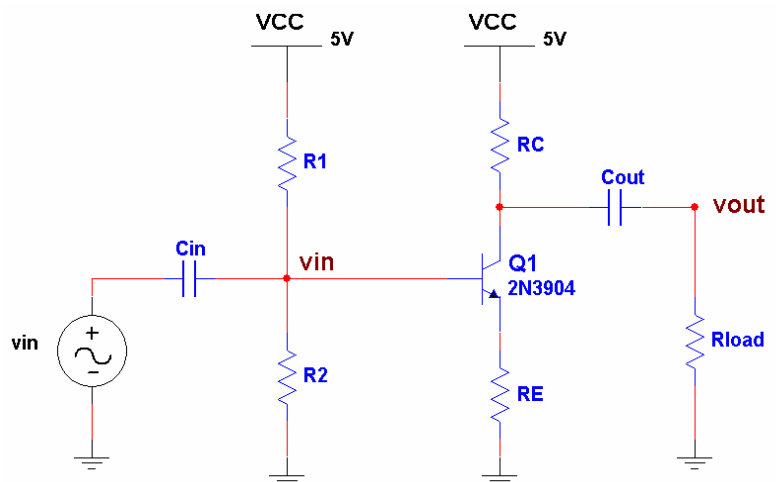 VCC
5V
VCC
5V
R1
RC
Cout
vout
Cin
vin
Q1
2N3904
vin
+
−
R2
RE
Rload